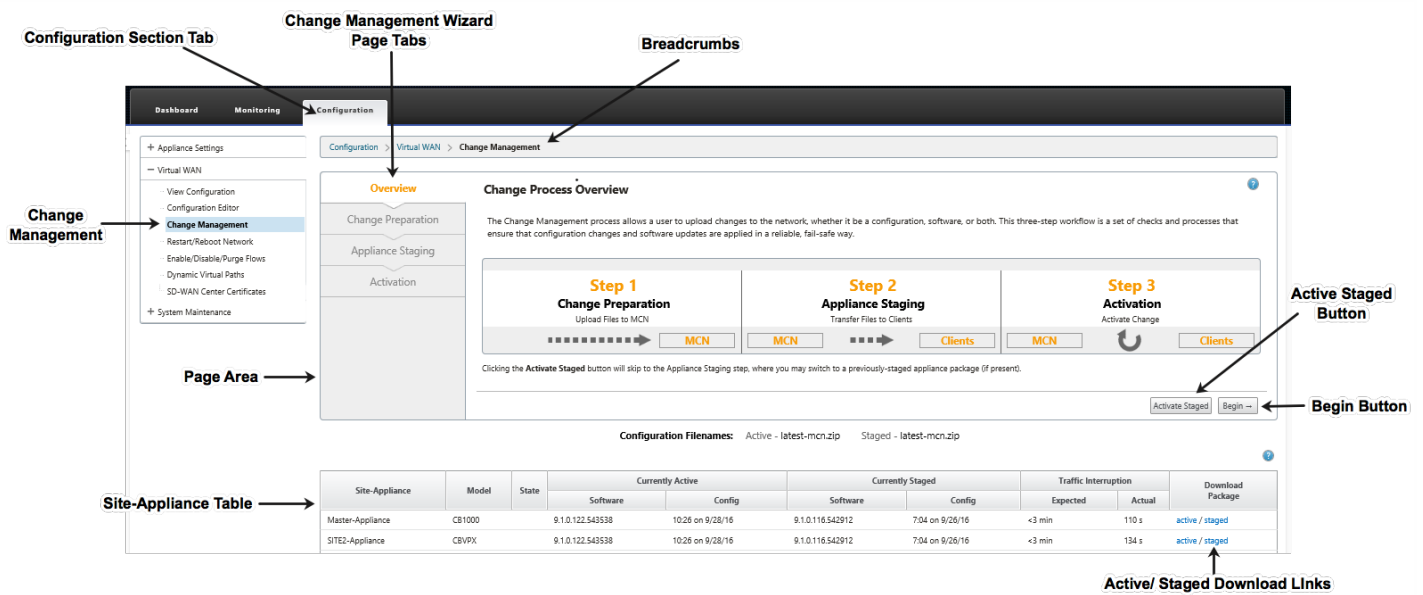 Change Management Wizard
Page Tabs
Configuration Section Tab
Breadcrumbs
Dashboard Monitoring Configuration
+ Appliance Settings
− Virtual WAN
View Configuration
Configuration Editor
Change Management
Restart/Reboot Network
Enable/Disable/Purge Flows
Dynamic Virtual Paths
SD-WAN Center Certificates
+ System Maintenance
Change
Management
Configuration > Virtual WAN > Change Management
Overview
Change Preparation
Appliance Staging
Activation
Change Process Overview
?
The Change Management process allows a user to upload changes to the network, whether it be a configuration, software, or both. This three-step workflow is a set of checks and processes that
ensure that configuration changes and software updates are applied in a reliable, fail-safe way.
Step 1
Change Preparation
Upload Files to MCN
MCN
Step 2
Appliance Staging
Transfer Files to Clients
MCN Clients
Step 3
Activation
Activate Change
MCN Clients
Active Staged
Button
Page Area
Clicking the Activate Staged button will skip to the Appliance Staging step, where you may switch to a previously-staged appliance package (if present).
Activate Staged Begin →
Begin Button
Configuration Filenames: Active - latest-mcn.zip Staged - latest-mcn.zip
?
Site-Appliance Table
Site-Appliance Model State Currently Active Currently Staged Traffic Interruption Download
Package
Software Config Software Config Expected Actual
Master-Appliance CB1000 9.1.0.122.543538 10:26 on 9/28/16 9.1.0.116.542912 7:04 on 9/26/16 <3 min 110 s active / staged
SITE2-Appliance CBVPX 9.1.0.122.543538 10:26 on 9/28/16 9.1.0.116.542912 7:04 on 9/26/16 <3 min 134 s active / staged
Active/ Staged Download LInks